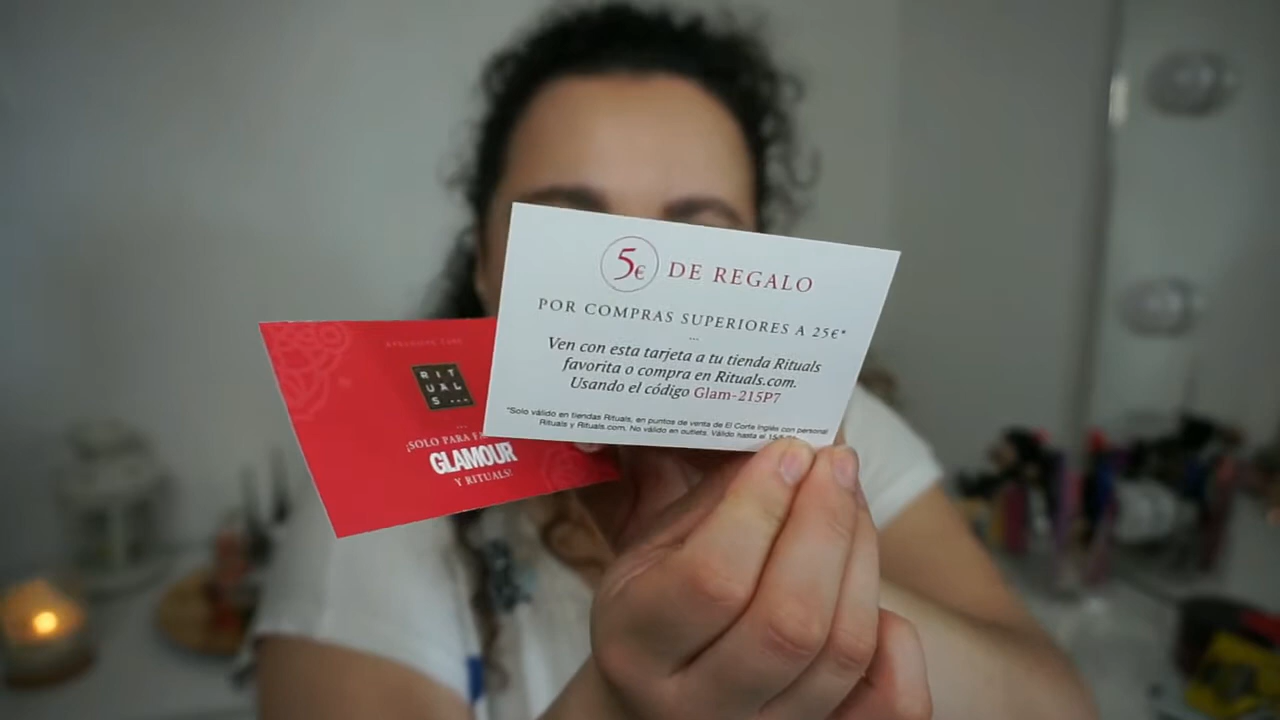 RIT
UAL
S...
¡SOLO PARA
GLAMOUR
Y RITUALS!
5€ DE REGALO
POR COMPRAS SUPERIORES A 25€*
...
Ven con esta tarjeta a tu tienda Rituals
favorita o compra en Rituals.com.
Usando el código Glam-215P7
*Solo válido en tiendas Rituals, en puntos de venta de El Corte Inglés con personal
Rituals y Rituals.com. No válido en outlets. Válido hasta el